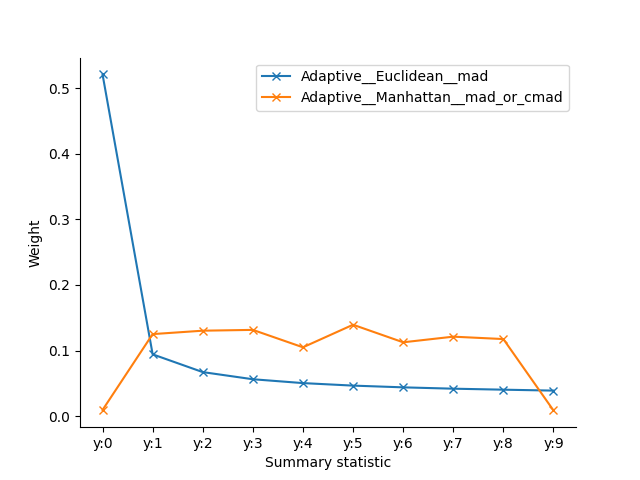 Adaptive__Euclidean__mad
Adaptive__Manhattan__mad_or_cmad
Weight
0.5
0.4
0.3
0.2
0.1
0.0
y:0 y:1 y:2 y:3 y:4 y:5 y:6 y:7 y:8 y:9
Summary statistic